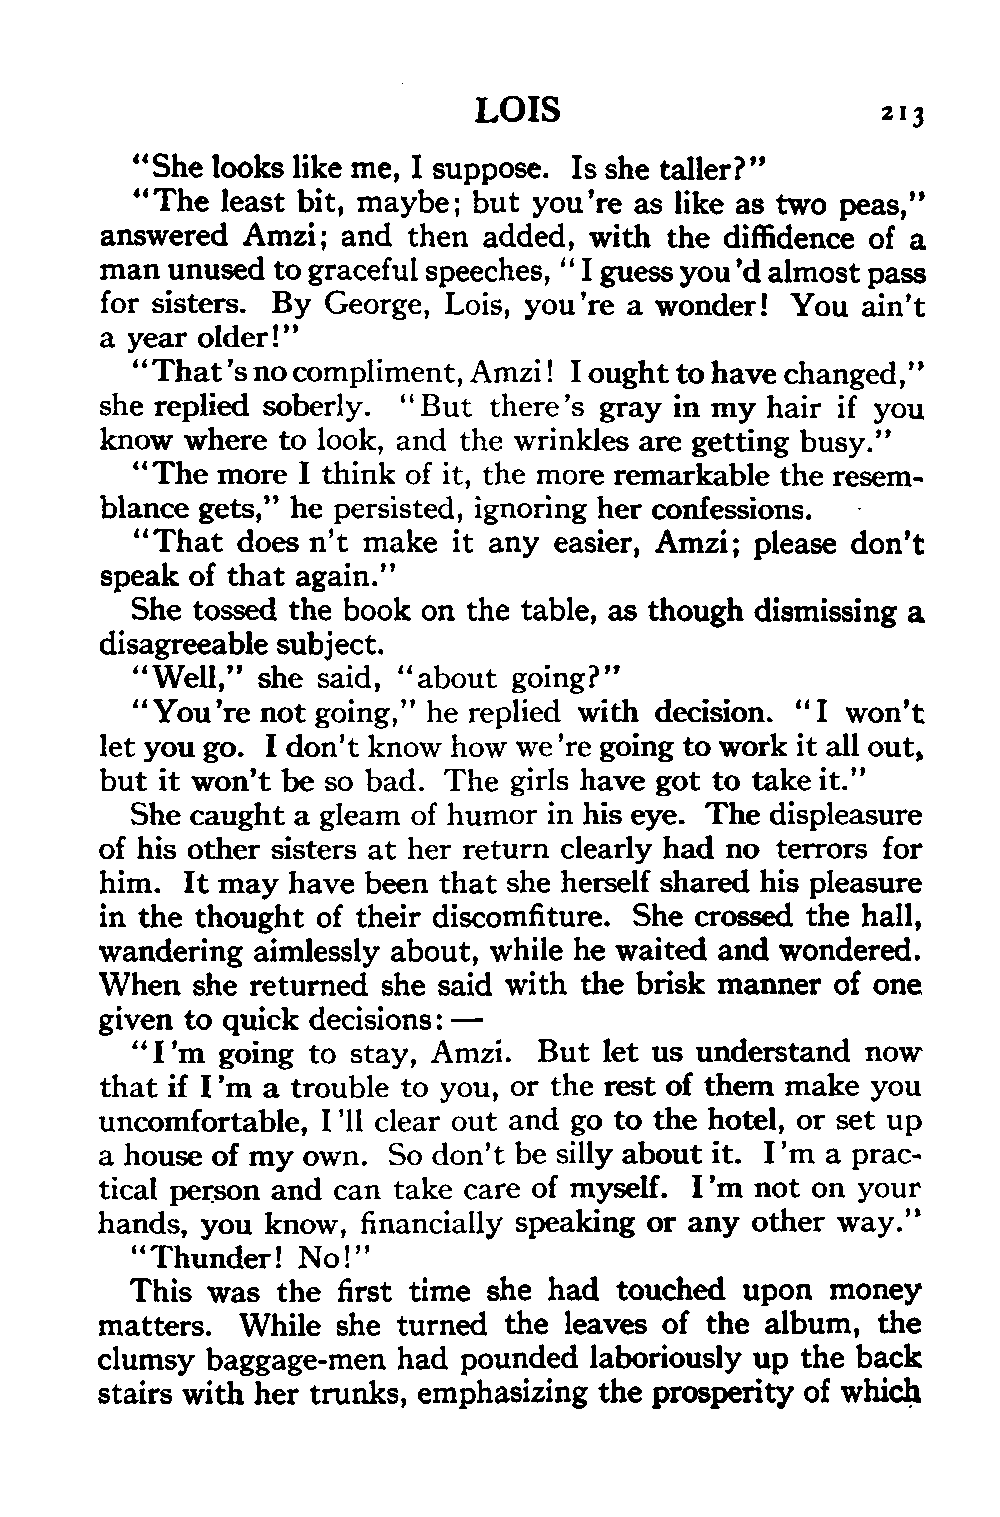 LOIS 213
"She looks like me, I suppose. Is she taller?"
"The least bit, maybe; but you're as like as two peas,"
answered Amzi; and then added, with the diffidence of a
man unused to graceful speeches, "I guess you'd almost pass
for sisters. By George, Lois, you're a wonder! You ain't
a year older!"
"That's no compliment, Amzi! I ought to have changed,"
she replied soberly. "But there's gray in my hair if you
know where to look, and the wrinkles are getting busy."
"The more I think of it, the more remarkable the resem-
blance gets," he persisted, ignoring her confessions.
"That does n't make it any easier, Amzi; please don't
speak of that again."
She tossed the book on the table, as though dismissing a
disagreeable subject.
"Well," she said, "about going?"
"You're not going," he replied with decision. "I won't
let you go. I don't know how we're going to work it all out,
but it won't be so bad. The girls have got to take it."
She caught a gleam of humor in his eye. The displeasure
of his other sisters at her return clearly had no terrors for
him. It may have been that she herself shared his pleasure
in the thought of their discomfiture. She crossed the hall,
wandering aimlessly about, while he waited and wondered.
When she returned she said with the brisk manner of one
given to quick decisions: —
"I'm going to stay, Amzi. But let us understand now
that if I'm a trouble to you, or the rest of them make you
uncomfortable, I'll clear out and go to the hotel, or set up
a house of my own. So don't be silly about it. I'm a prac-
tical person and can take care of myself. I'm not on your
hands, you know, financially speaking or any other way."
"Thunder! No!"
This was the first time she had touched upon money
matters. While she turned the leaves of the album, the
clumsy baggage-men had pounded laboriously up the back
stairs with her trunks, emphasizing the prosperity of which